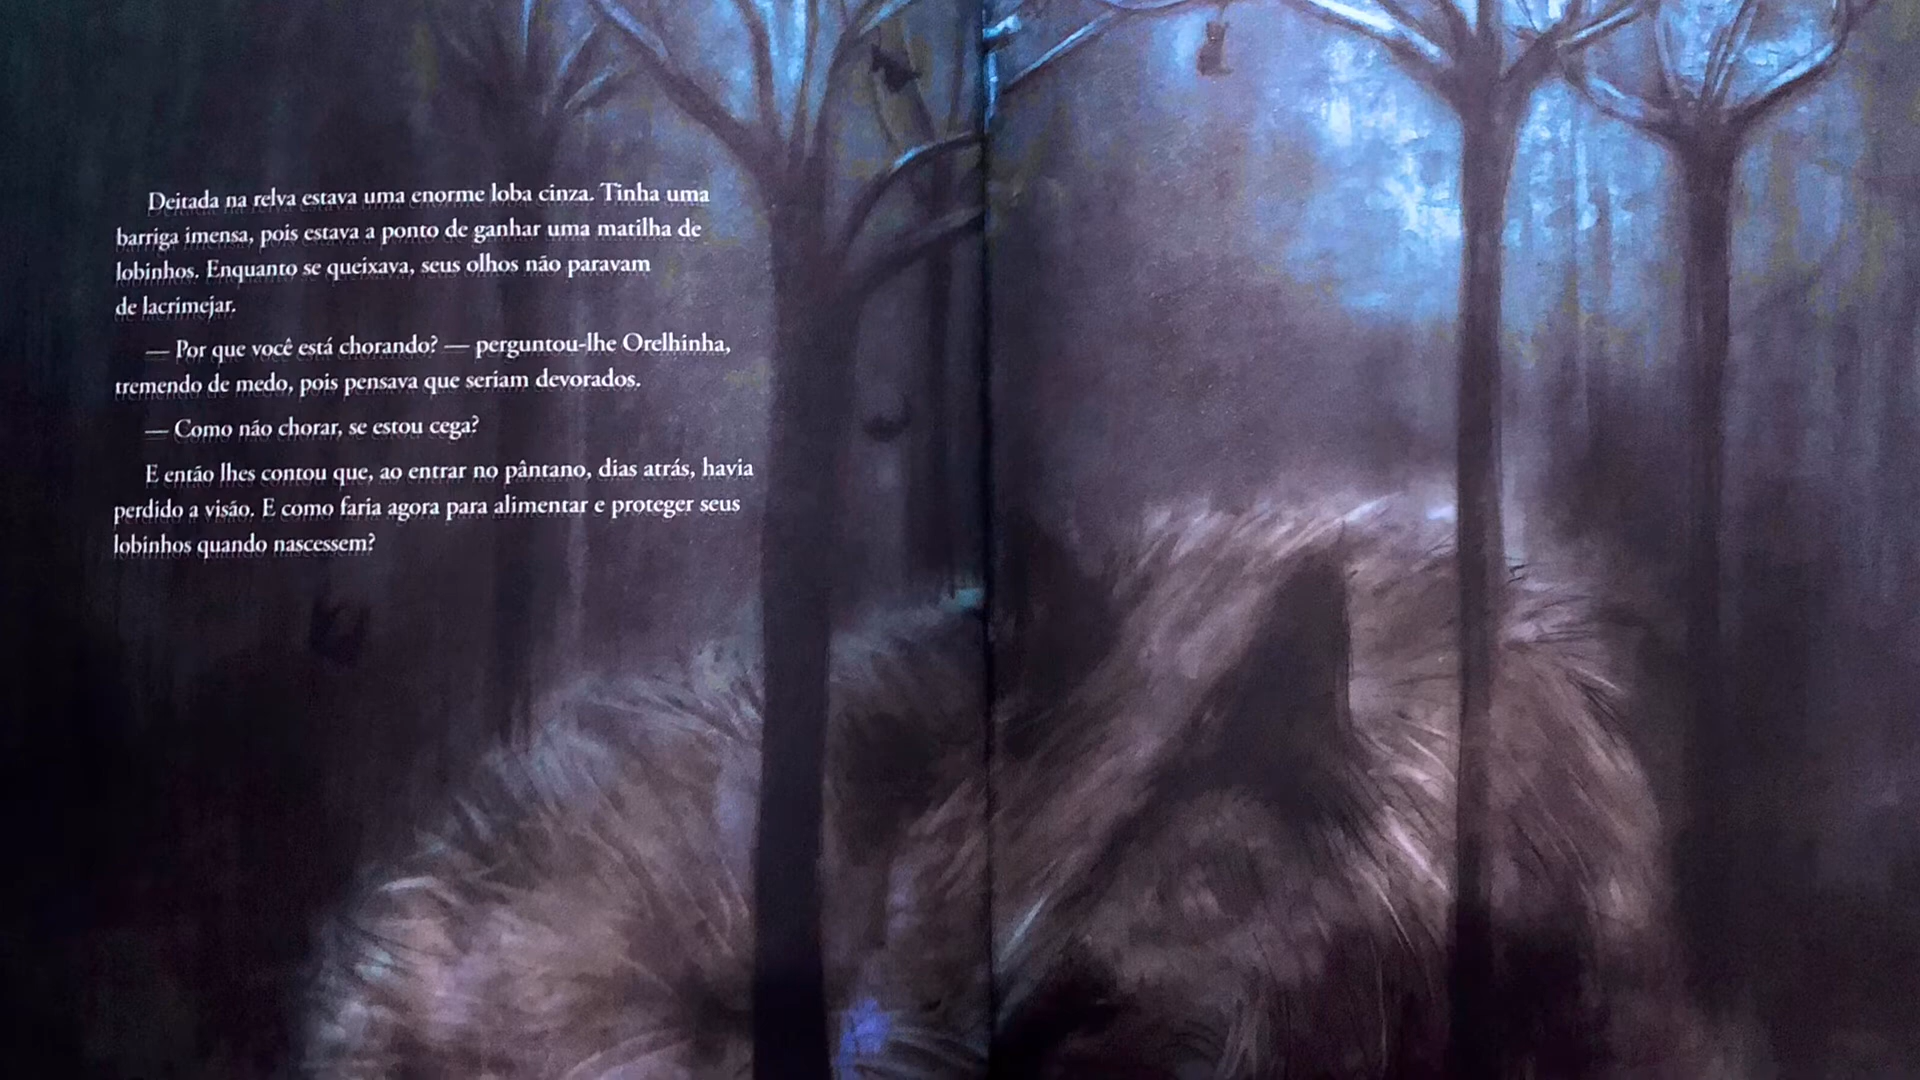 Deitada na relva estava uma enorme loba cinza. Tinha uma
barriga imensa, pois estava a ponto de ganhar uma matilha de
lobinhos. Enquanto se queixava, seus olhos não paravam
de lacrimejar.
— Por que você está chorando? — perguntou-lhe Orelhinha,
tremendo de medo, pois pensava que seriam devorados.
— Como não chorar, se estou cega?
E então lhes contou que, ao entrar no pântano, dias atrás, havia
perdido a visão. E como faria agora para alimentar e proteger seus
lobinhos quando nascessem?